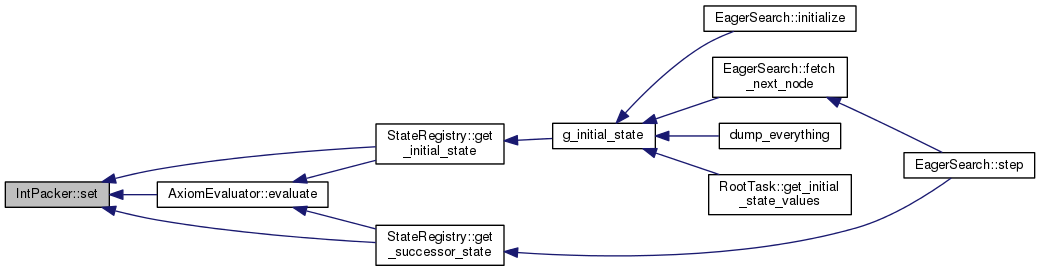 EagerSearch::initialize
EagerSearch::fetch
_next_node
StateRegistry::get
_initial_state
g_initial_state
dump_everything
EagerSearch::step
IntPacker::set
AxiomEvaluator::evaluate
RootTask::get_initial
_state_values
StateRegistry::get
_successor_state